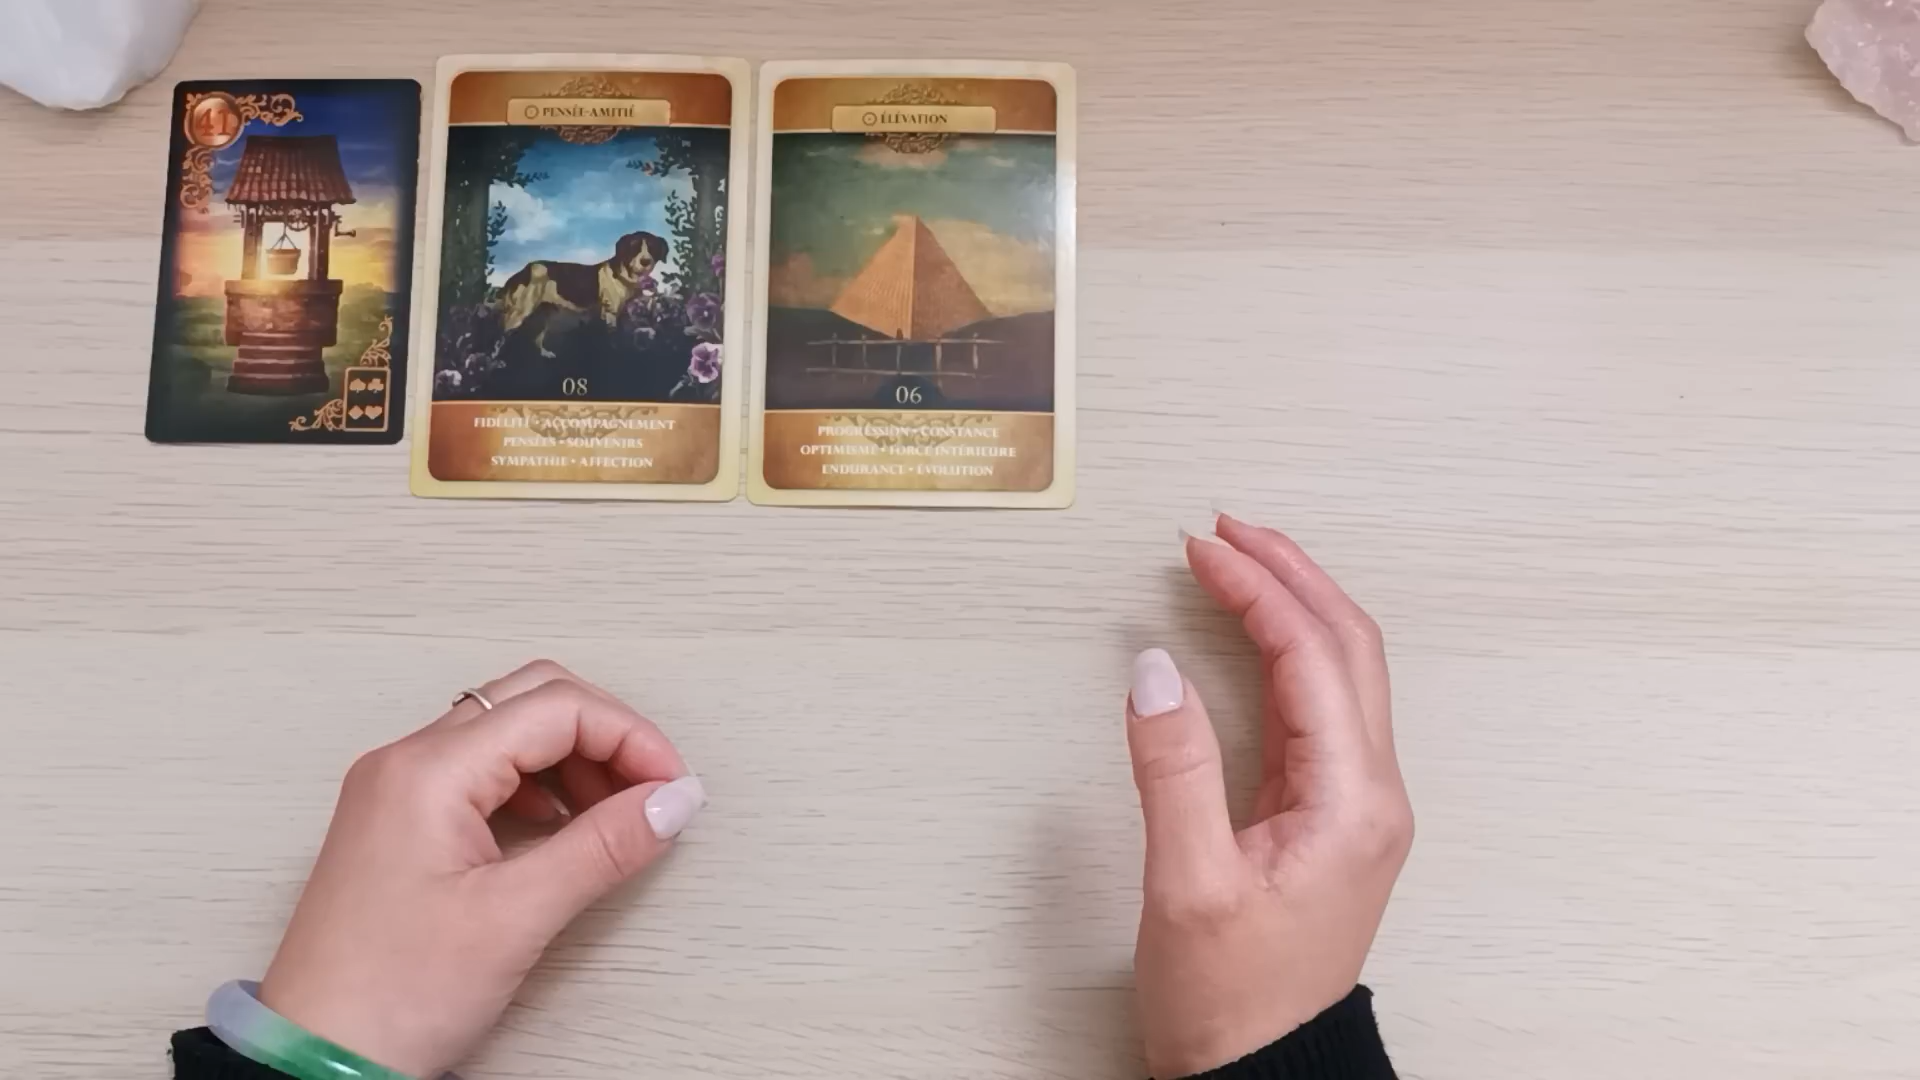 41
PENSÉE-AMITIÉ
08
FIDÉLITÉ • ACCOMPAGNEMENT
PENSÉES • SOUVENIRS
SYMPATHIE • AFFECTION
ÉLÉVATION
06
PROGRESSION • CONSTANCE
OPTIMISME • FORCE INTÉRIEURE
ENDURANCE • ÉVOLUTION